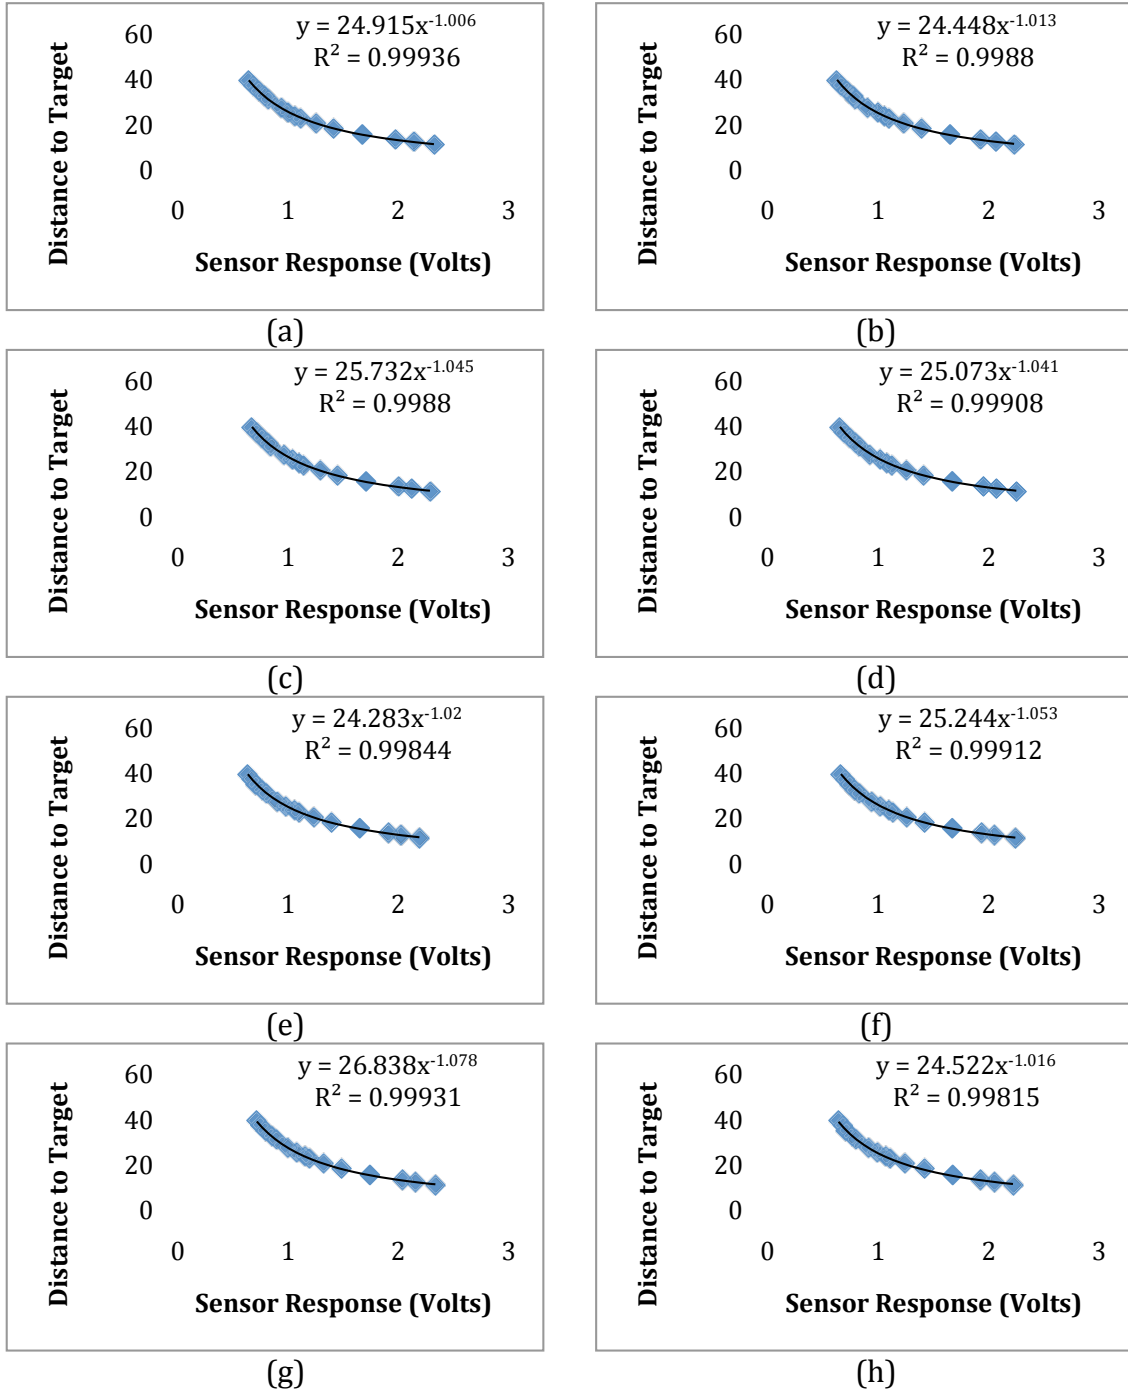 y = 24.915x^-1.006
R² = 0.99936
60
40
20
0
0 1 2 3
Distance to Target
Sensor Response (Volts)
(a)
y = 24.448x^-1.013
R² = 0.9988
60
40
20
0
0 1 2 3
Distance to Target
Sensor Response (Volts)
(b)
y = 25.732x^-1.045
R² = 0.9988
60
40
20
0
0 1 2 3
Distance to Target
Sensor Response (Volts)
(c)
y = 25.073x^-1.041
R² = 0.99908
60
40
20
0
0 1 2 3
Distance to Target
Sensor Response (Volts)
(d)
y = 24.283x^-1.02
R² = 0.99844
60
40
20
0
0 1 2 3
Distance to Target
Sensor Response (Volts)
(e)
y = 25.244x^-1.053
R² = 0.99912
60
40
20
0
0 1 2 3
Distance to Target
Sensor Response (Volts)
(f)
y = 26.838x^-1.078
R² = 0.99931
60
40
20
0
0 1 2 3
Distance to Target
Sensor Response (Volts)
(g)
y = 24.522x^-1.016
R² = 0.99815
60
40
20
0
0 1 2 3
Distance to Target
Sensor Response (Volts)
(h)